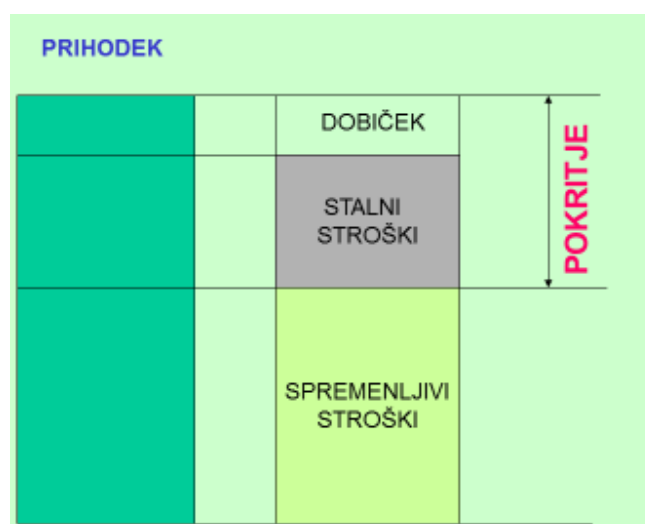 PRIHODEK
DOBIČEK
STALNI
STROŠKI
POKRITJE
SPREMENLJIVI
STROŠKI